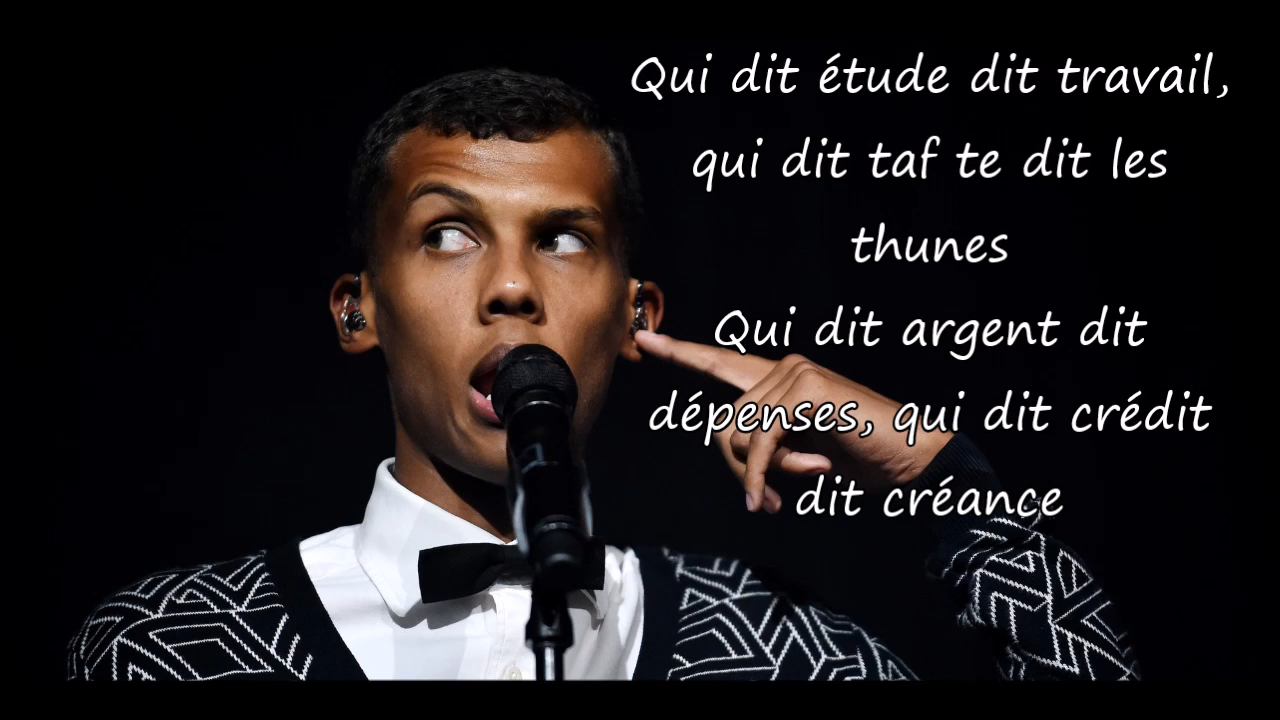 Qui dit étude dit travail,
qui dit taf te dit les
thunes
Qui dit argent dit
dépenses, qui dit crédit
dit créance